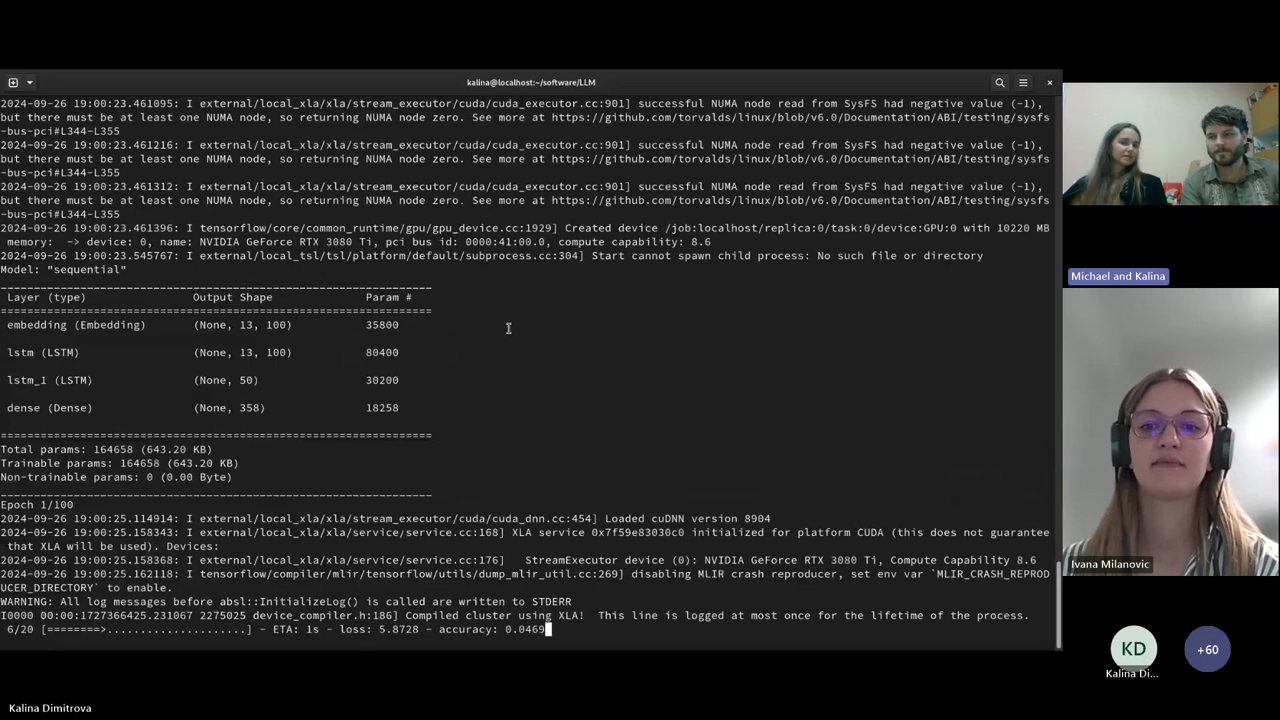 kalina@localhost:~/software/LLM
2024-09-26 19:00:23.461095: I external/local_xla/xla/stream_executor/cuda/cuda_executor.cc:901] successful NUMA node read from SysFS had negative value (-1),
but there must be at least one NUMA node, so returning NUMA node zero. See more at https://github.com/torvalds/linux/blob/v6.0/Documentation/ABI/testing/sysfs
-bus-pci#L344-L355
2024-09-26 19:00:23.461216: I external/local_xla/xla/stream_executor/cuda/cuda_executor.cc:901] successful NUMA node read from SysFS had negative value (-1),
but there must be at least one NUMA node, so returning NUMA node zero. See more at https://github.com/torvalds/linux/blob/v6.0/Documentation/ABI/testing/sysfs
-bus-pci#L344-L355
2024-09-26 19:00:23.461312: I external/local_xla/xla/stream_executor/cuda/cuda_executor.cc:901] successful NUMA node read from SysFS had negative value (-1),
but there must be at least one NUMA node, so returning NUMA node zero. See more at https://github.com/torvalds/linux/blob/v6.0/Documentation/ABI/testing/sysfs
-bus-pci#L344-L355
2024-09-26 19:00:23.461396: I tensorflow/core/common_runtime/gpu/gpu_device.cc:1929] Created device /job:localhost/replica:0/task:0/device:GPU:0 with 10220 MB
memory:  -> device: 0, name: NVIDIA GeForce RTX 3080 Ti, pci bus id: 0000:41:00.0, compute capability: 8.6
2024-09-26 19:00:23.545767: I external/local_tsl/tsl/platform/default/subprocess.cc:304] Start cannot spawn child process: No such file or directory
Model: "sequential"
_________________________________________________________________
Layer (type) Output Shape Param #
=================================================================
embedding (Embedding) (None, 13, 100) 35800
lstm (LSTM) (None, 13, 100) 80400
lstm_1 (LSTM) (None, 50) 30200
dense (Dense) (None, 358) 18258
=================================================================
Total params: 164658 (643.20 KB)
Trainable params: 164658 (643.20 KB)
Non-trainable params: 0 (0.00 Byte)
_________________________________________________________________
Epoch 1/100
2024-09-26 19:00:25.114914: I external/local_xla/xla/stream_executor/cuda/cuda_dnn.cc:454] Loaded cuDNN version 8904
2024-09-26 19:00:25.158343: I external/local_xla/xla/service/service.cc:168] XLA service 0x7f59e83030c0 initialized for platform CUDA (this does not guarantee
that XLA will be used). Devices:
2024-09-26 19:00:25.158368: I external/local_xla/xla/service/service.cc:176]   StreamExecutor device (0): NVIDIA GeForce RTX 3080 Ti, Compute Capability 8.6
2024-09-26 19:00:25.162118: I tensorflow/compiler/mlir/tensorflow/utils/dump_mlir_util.cc:269] disabling MLIR crash reproducer, set env var `MLIR_CRASH_REPROD
UCER_DIRECTORY` to enable.
WARNING: All log messages before absl::InitializeLog() is called are written to STDERR
I0000 00:00:1727366425.231067 2275025 device_compiler.h:186] Compiled cluster using XLA!  This line is logged at most once for the lifetime of the process.
6/20 [========>.....................] - ETA: 1s - loss: 5.8728 - accuracy: 0.0469
Michael and Kalina
Ivana Milanovic
KD
Kalina Di...
+60
Kalina Dimitrova